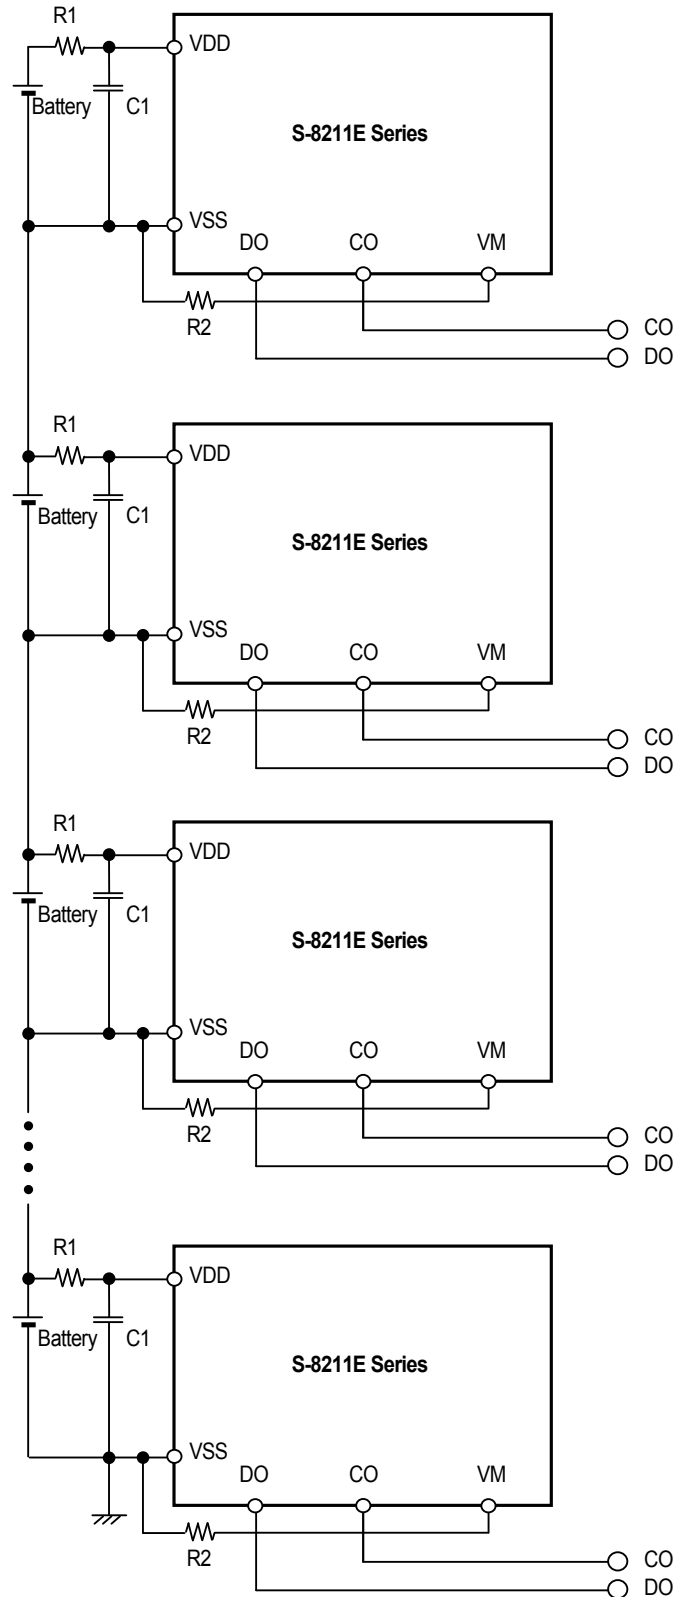 R1
VDD
Battery
C1
S-8211E Series
VSS
DO
CO
VM
R2
CO
DO
R1
VDD
Battery
C1
S-8211E Series
VSS
DO
CO
VM
R2
CO
DO
R1
VDD
Battery
C1
S-8211E Series
VSS
DO
CO
VM
R2
CO
DO
R1
VDD
Battery
C1
S-8211E Series
VSS
DO
CO
VM
R2
CO
DO